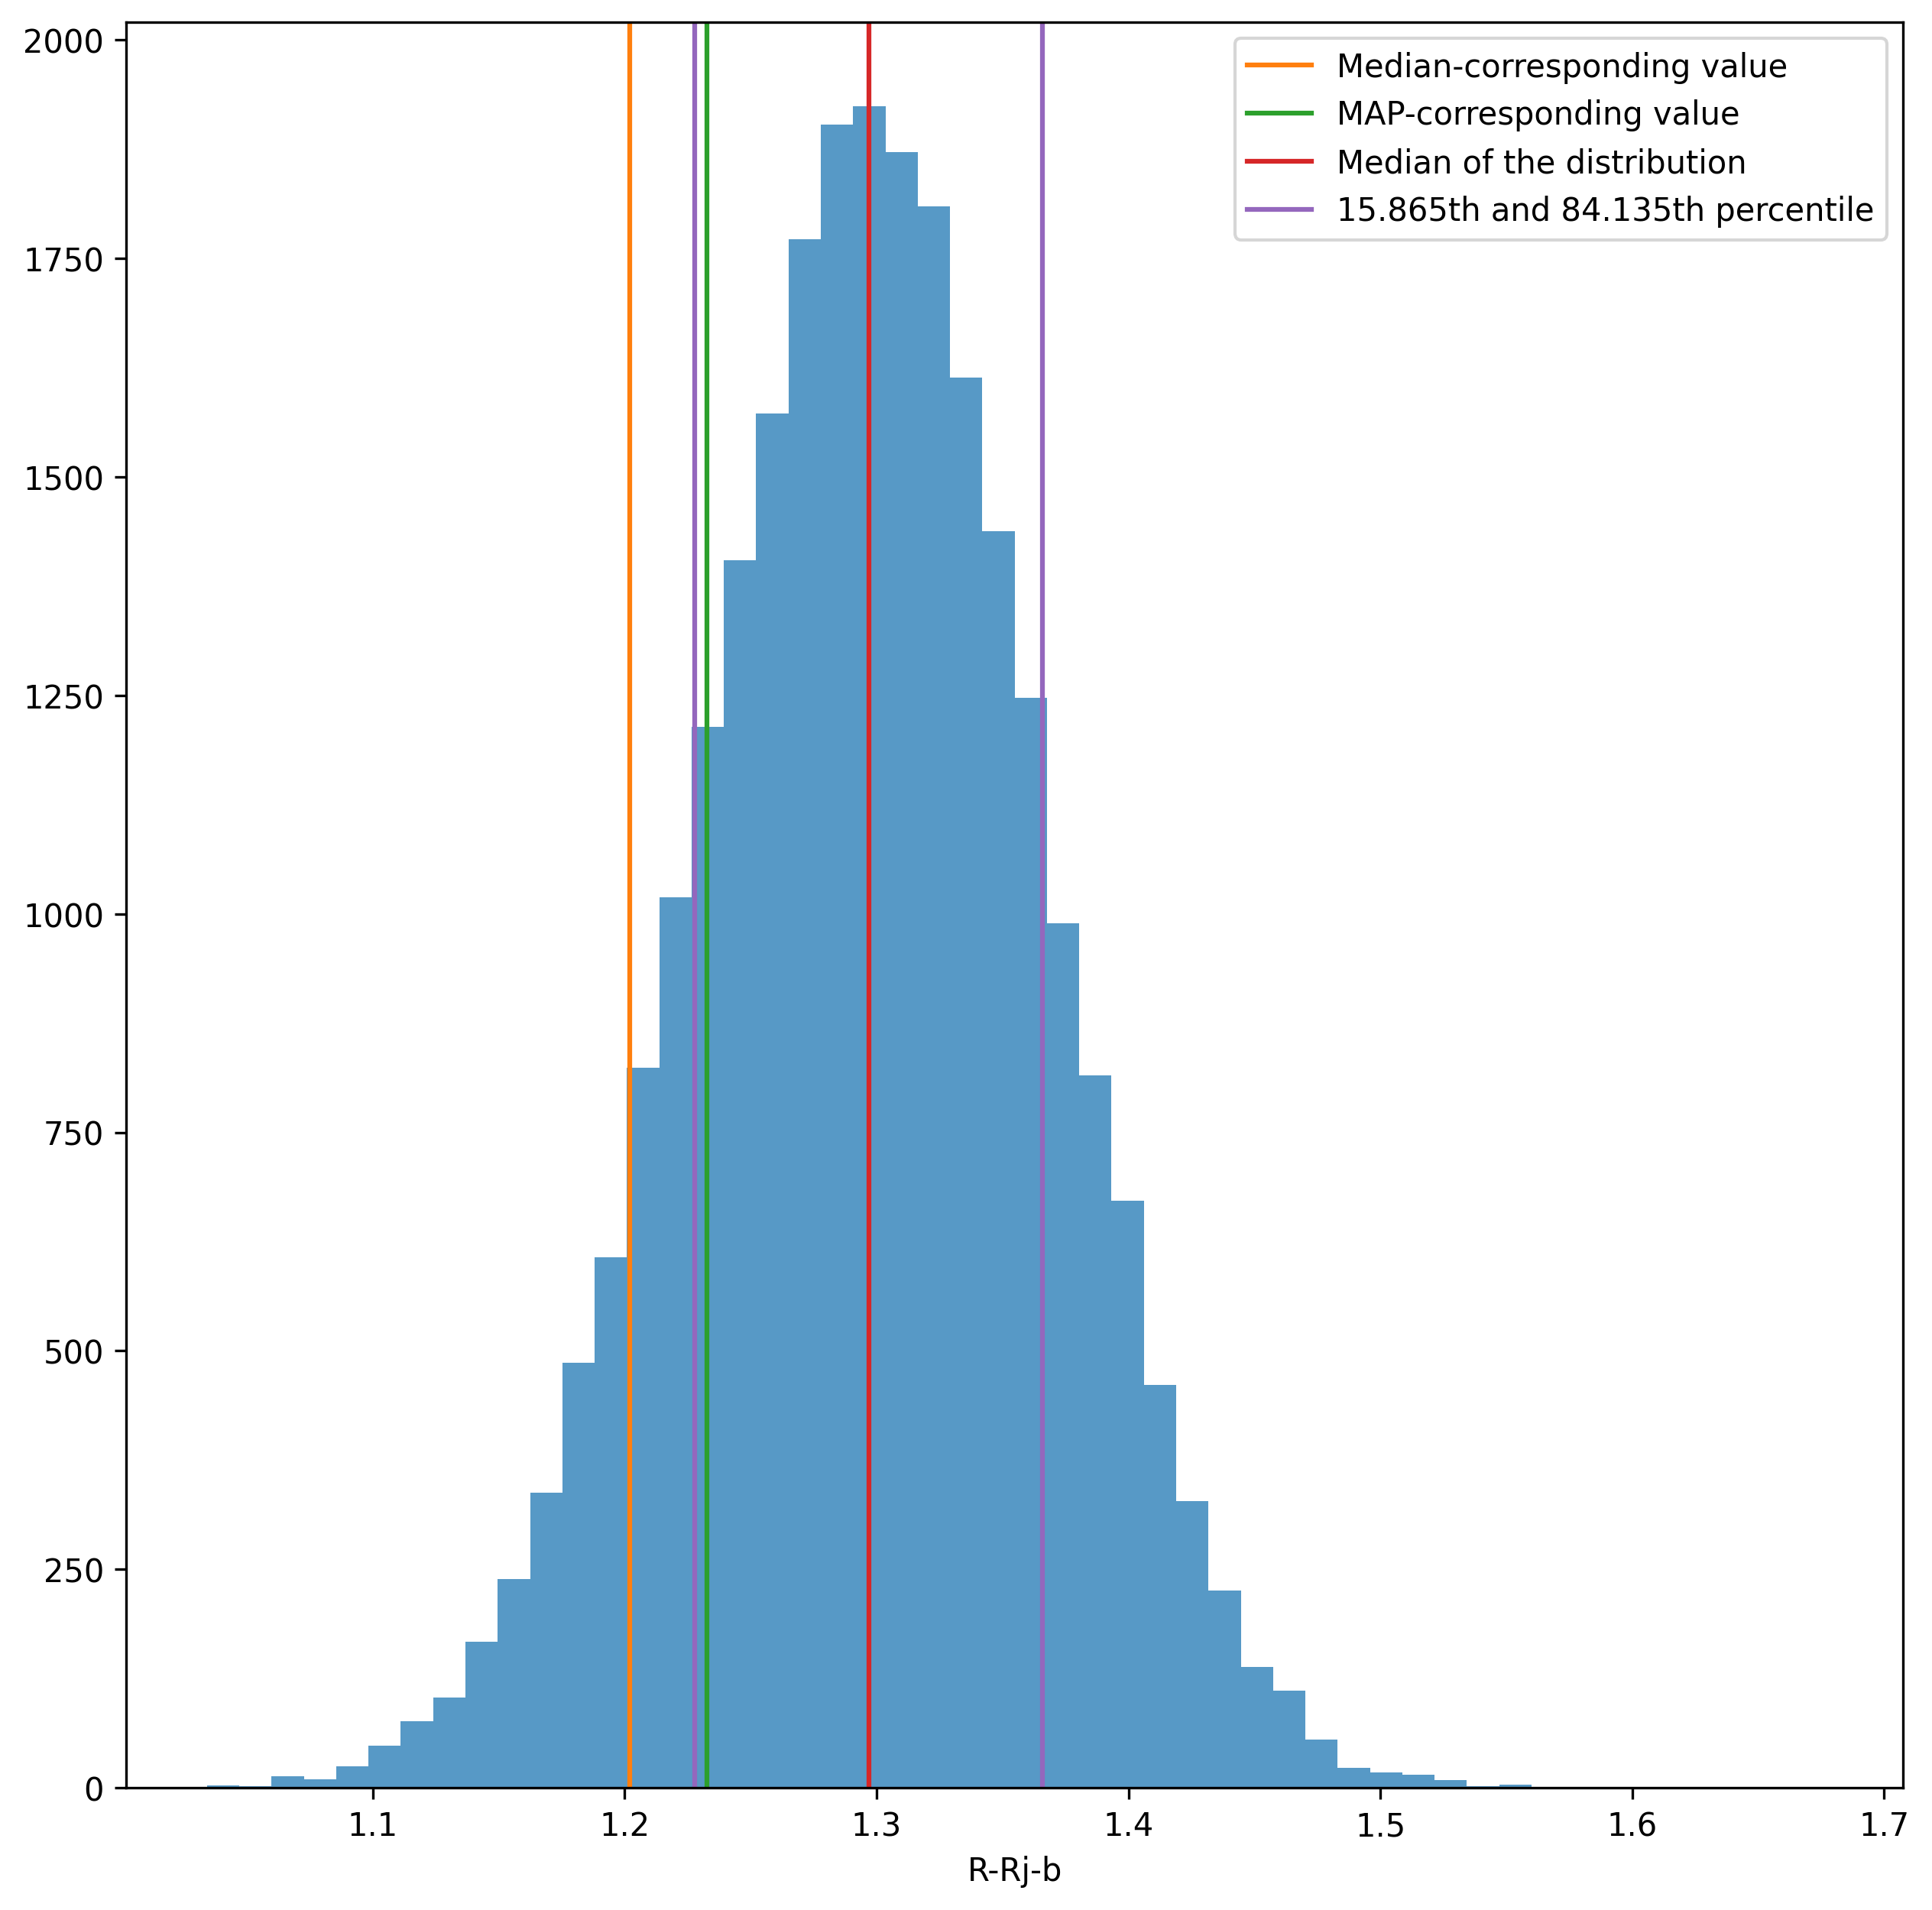 2000
1750
1500
1250
1000
750
500
250
0
Median-corresponding value
MAP-corresponding value
Median of the distribution
15.865th and 84.135th percentile
1.1 1.2 1.3 1.4 1.5 1.6 1.7
R-Rj-b